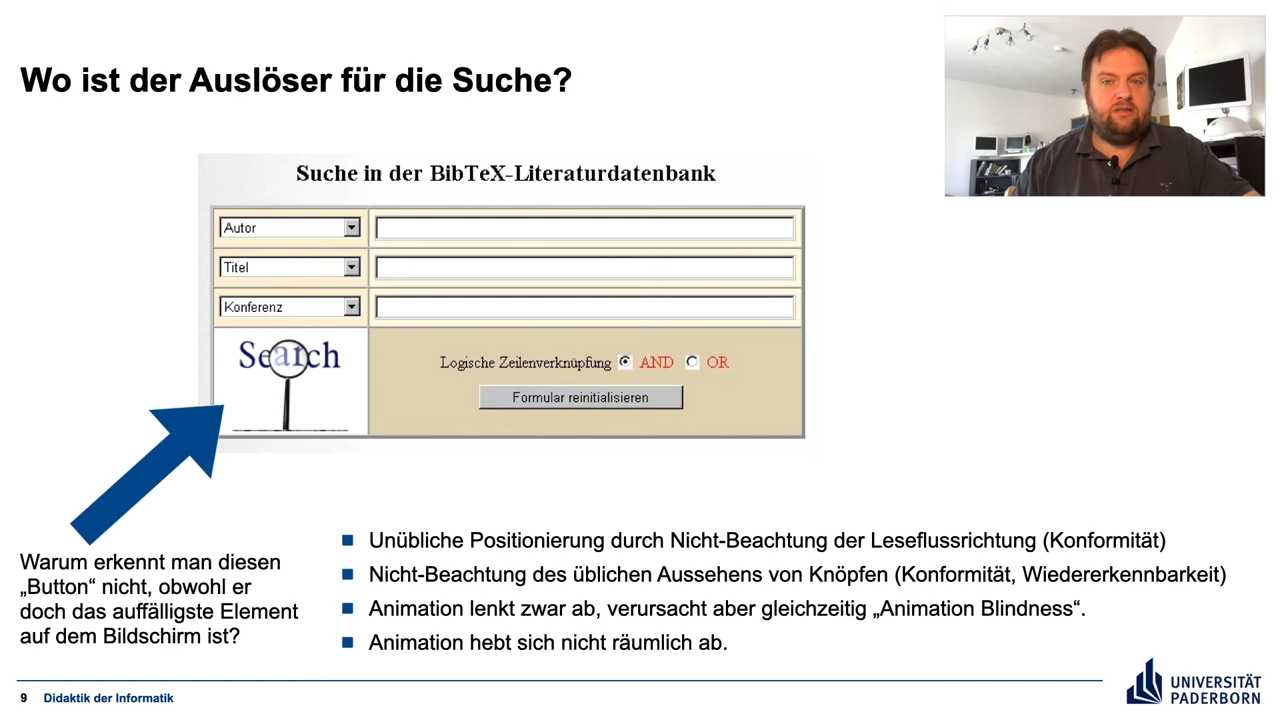 Wo ist der Auslöser für die Suche?
Suche in der BibTeX-Literaturdatenbank
Autor
Titel
Konferenz
Search
Logische Zeilenverknüpfung AND OR
Formular reinitialisieren
Warum erkennt man diesen
„Button“ nicht, obwohl er
doch das auffälligste Element
auf dem Bildschirm ist?
Unübliche Positionierung durch Nicht-Beachtung der Leseflussrichtung (Konformität)
Nicht-Beachtung des üblichen Aussehens von Knöpfen (Konformität, Wiedererkennbarkeit)
Animation lenkt zwar ab, verursacht aber gleichzeitig „Animation Blindness“.
Animation hebt sich nicht räumlich ab.
9 Didaktik der Informatik
UNIVERSITÄT
PADERBORN